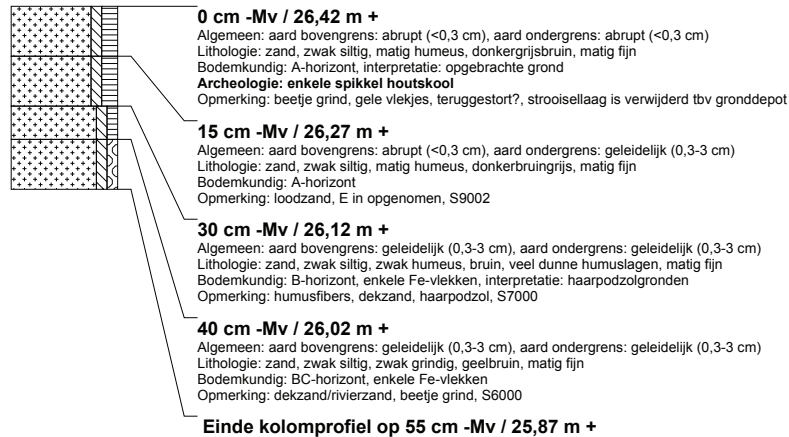 0 cm -Mv / 26,42 m +
Algemeen: aard bovengrens: abrupt (<0,3 cm), aard ondergrens: abrupt (<0,3 cm)
Lithologie: zand, zwak siltig, matig humeus, donkergrijsbruin, matig fijn
Bodemkundig: A-horizont, interpretatie: opgebrachte grond
Archeologie: enkele spikkel houtskool
Opmerking: beetje grind, gele vlekjes, teruggestort?, strooisellaag is verwijderd tbv gronddepot
15 cm -Mv / 26,27 m +
Algemeen: aard bovengrens: abrupt (<0,3 cm), aard ondergrens: geleidelijk (0,3-3 cm)
Lithologie: zand, zwak siltig, matig humeus, donkerbruingrijs, matig fijn
Bodemkundig: A-horizont
Opmerking: loodzand, E in opgenomen, S9002
30 cm -Mv / 26,12 m +
Algemeen: aard bovengrens: geleidelijk (0,3-3 cm), aard ondergrens: geleidelijk (0,3-3 cm)
Lithologie: zand, zwak siltig, zwak humeus, bruin, veel dunne humuslagen, matig fijn
Bodemkundig: B-horizont, enkele Fe-vlekken, interpretatie: haarpodzolgronden
Opmerking: humusfibers, dekzand, haarpodzol, S7000
40 cm -Mv / 26,02 m +
Algemeen: aard bovengrens: geleidelijk (0,3-3 cm), aard ondergrens: geleidelijk (0,3-3 cm)
Lithologie: zand, zwak siltig, zwak grindig, geelbruin, matig fijn
Bodemkundig: BC-horizont, enkele Fe-vlekken
Opmerking: dekzand/rivierzand, beetje grind, S6000
Einde kolomprofiel op 55 cm -Mv / 25,87 m +